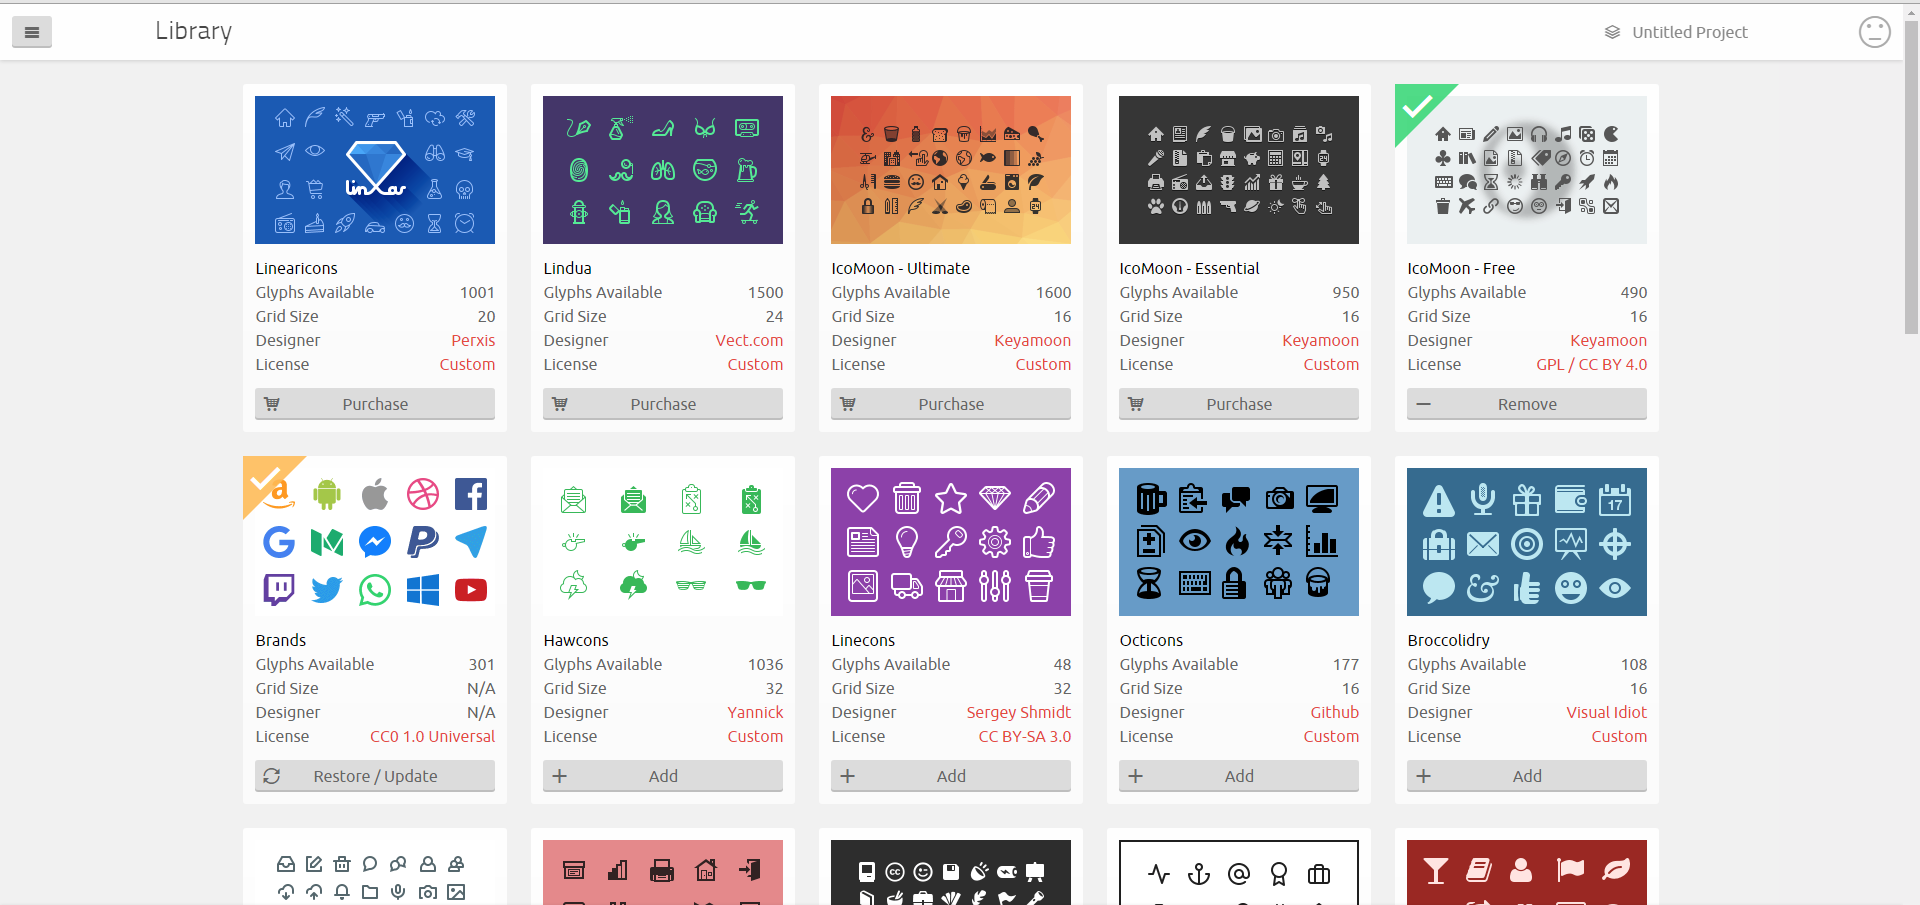 Library
Untitled Project
Linearicons
Glyphs Available 1001
Grid Size 20
Designer Perxis
License Custom
Purchase
Lindua
Glyphs Available 1500
Grid Size 24
Designer Vect.com
License Custom
Purchase
IcoMoon - Ultimate
Glyphs Available 1600
Grid Size 16
Designer Keyamoon
License Custom
Purchase
IcoMoon - Essential
Glyphs Available 950
Grid Size 16
Designer Keyamoon
License Custom
Purchase
IcoMoon - Free
Glyphs Available 490
Grid Size 16
Designer Keyamoon
License GPL / CC BY 4.0
Remove
Brands
Glyphs Available 301
Grid Size N/A
Designer N/A
License CC0 1.0 Universal
Restore / Update
Hawcons
Glyphs Available 1036
Grid Size 32
Designer Yannick
License Custom
Add
Linecons
Glyphs Available 48
Grid Size 32
Designer Sergey Shmidt
License CC BY-SA 3.0
Add
Octicons
Glyphs Available 177
Grid Size 16
Designer Github
License Custom
Add
17
Broccolidry
Glyphs Available 108
Grid Size 16
Designer Visual Idiot
License Custom
Add